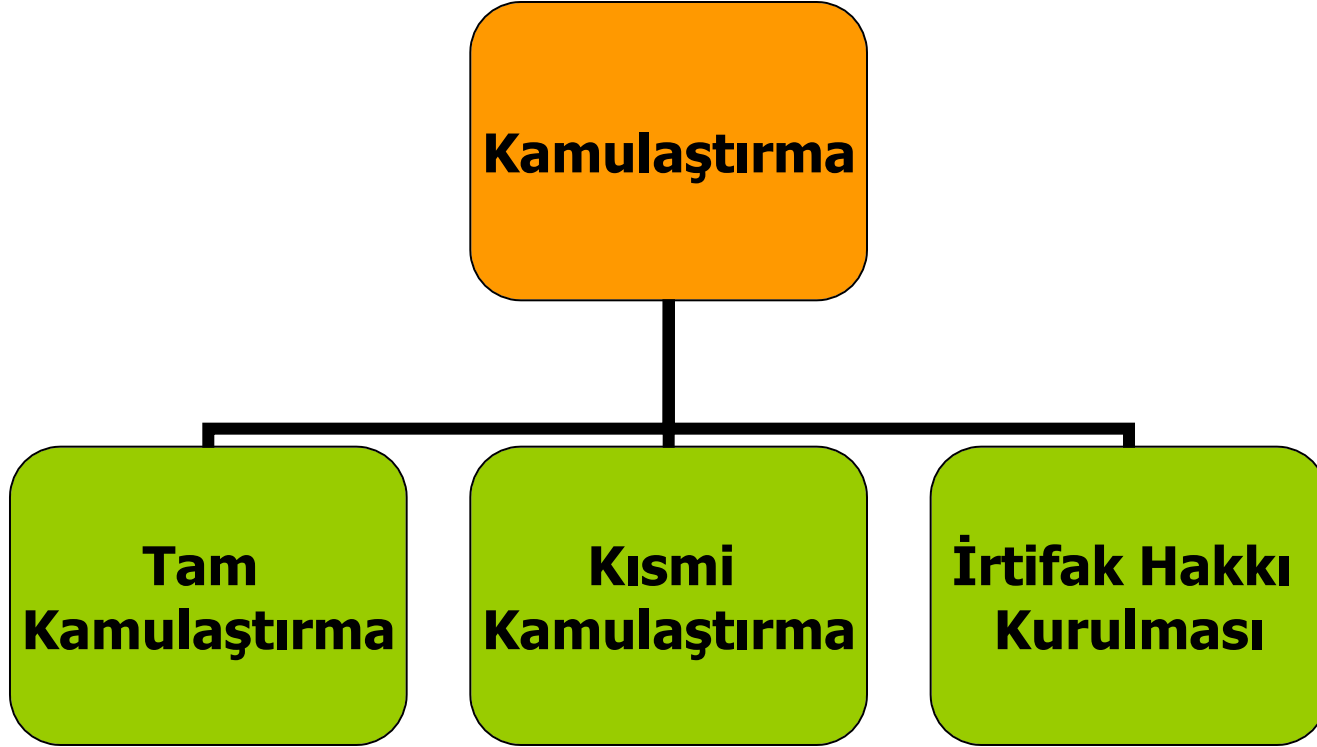 Kamulaştırma
Tam
Kamulaştırma
Kısmi
Kamulaştırma
İrtifak Hakkı
Kurulması